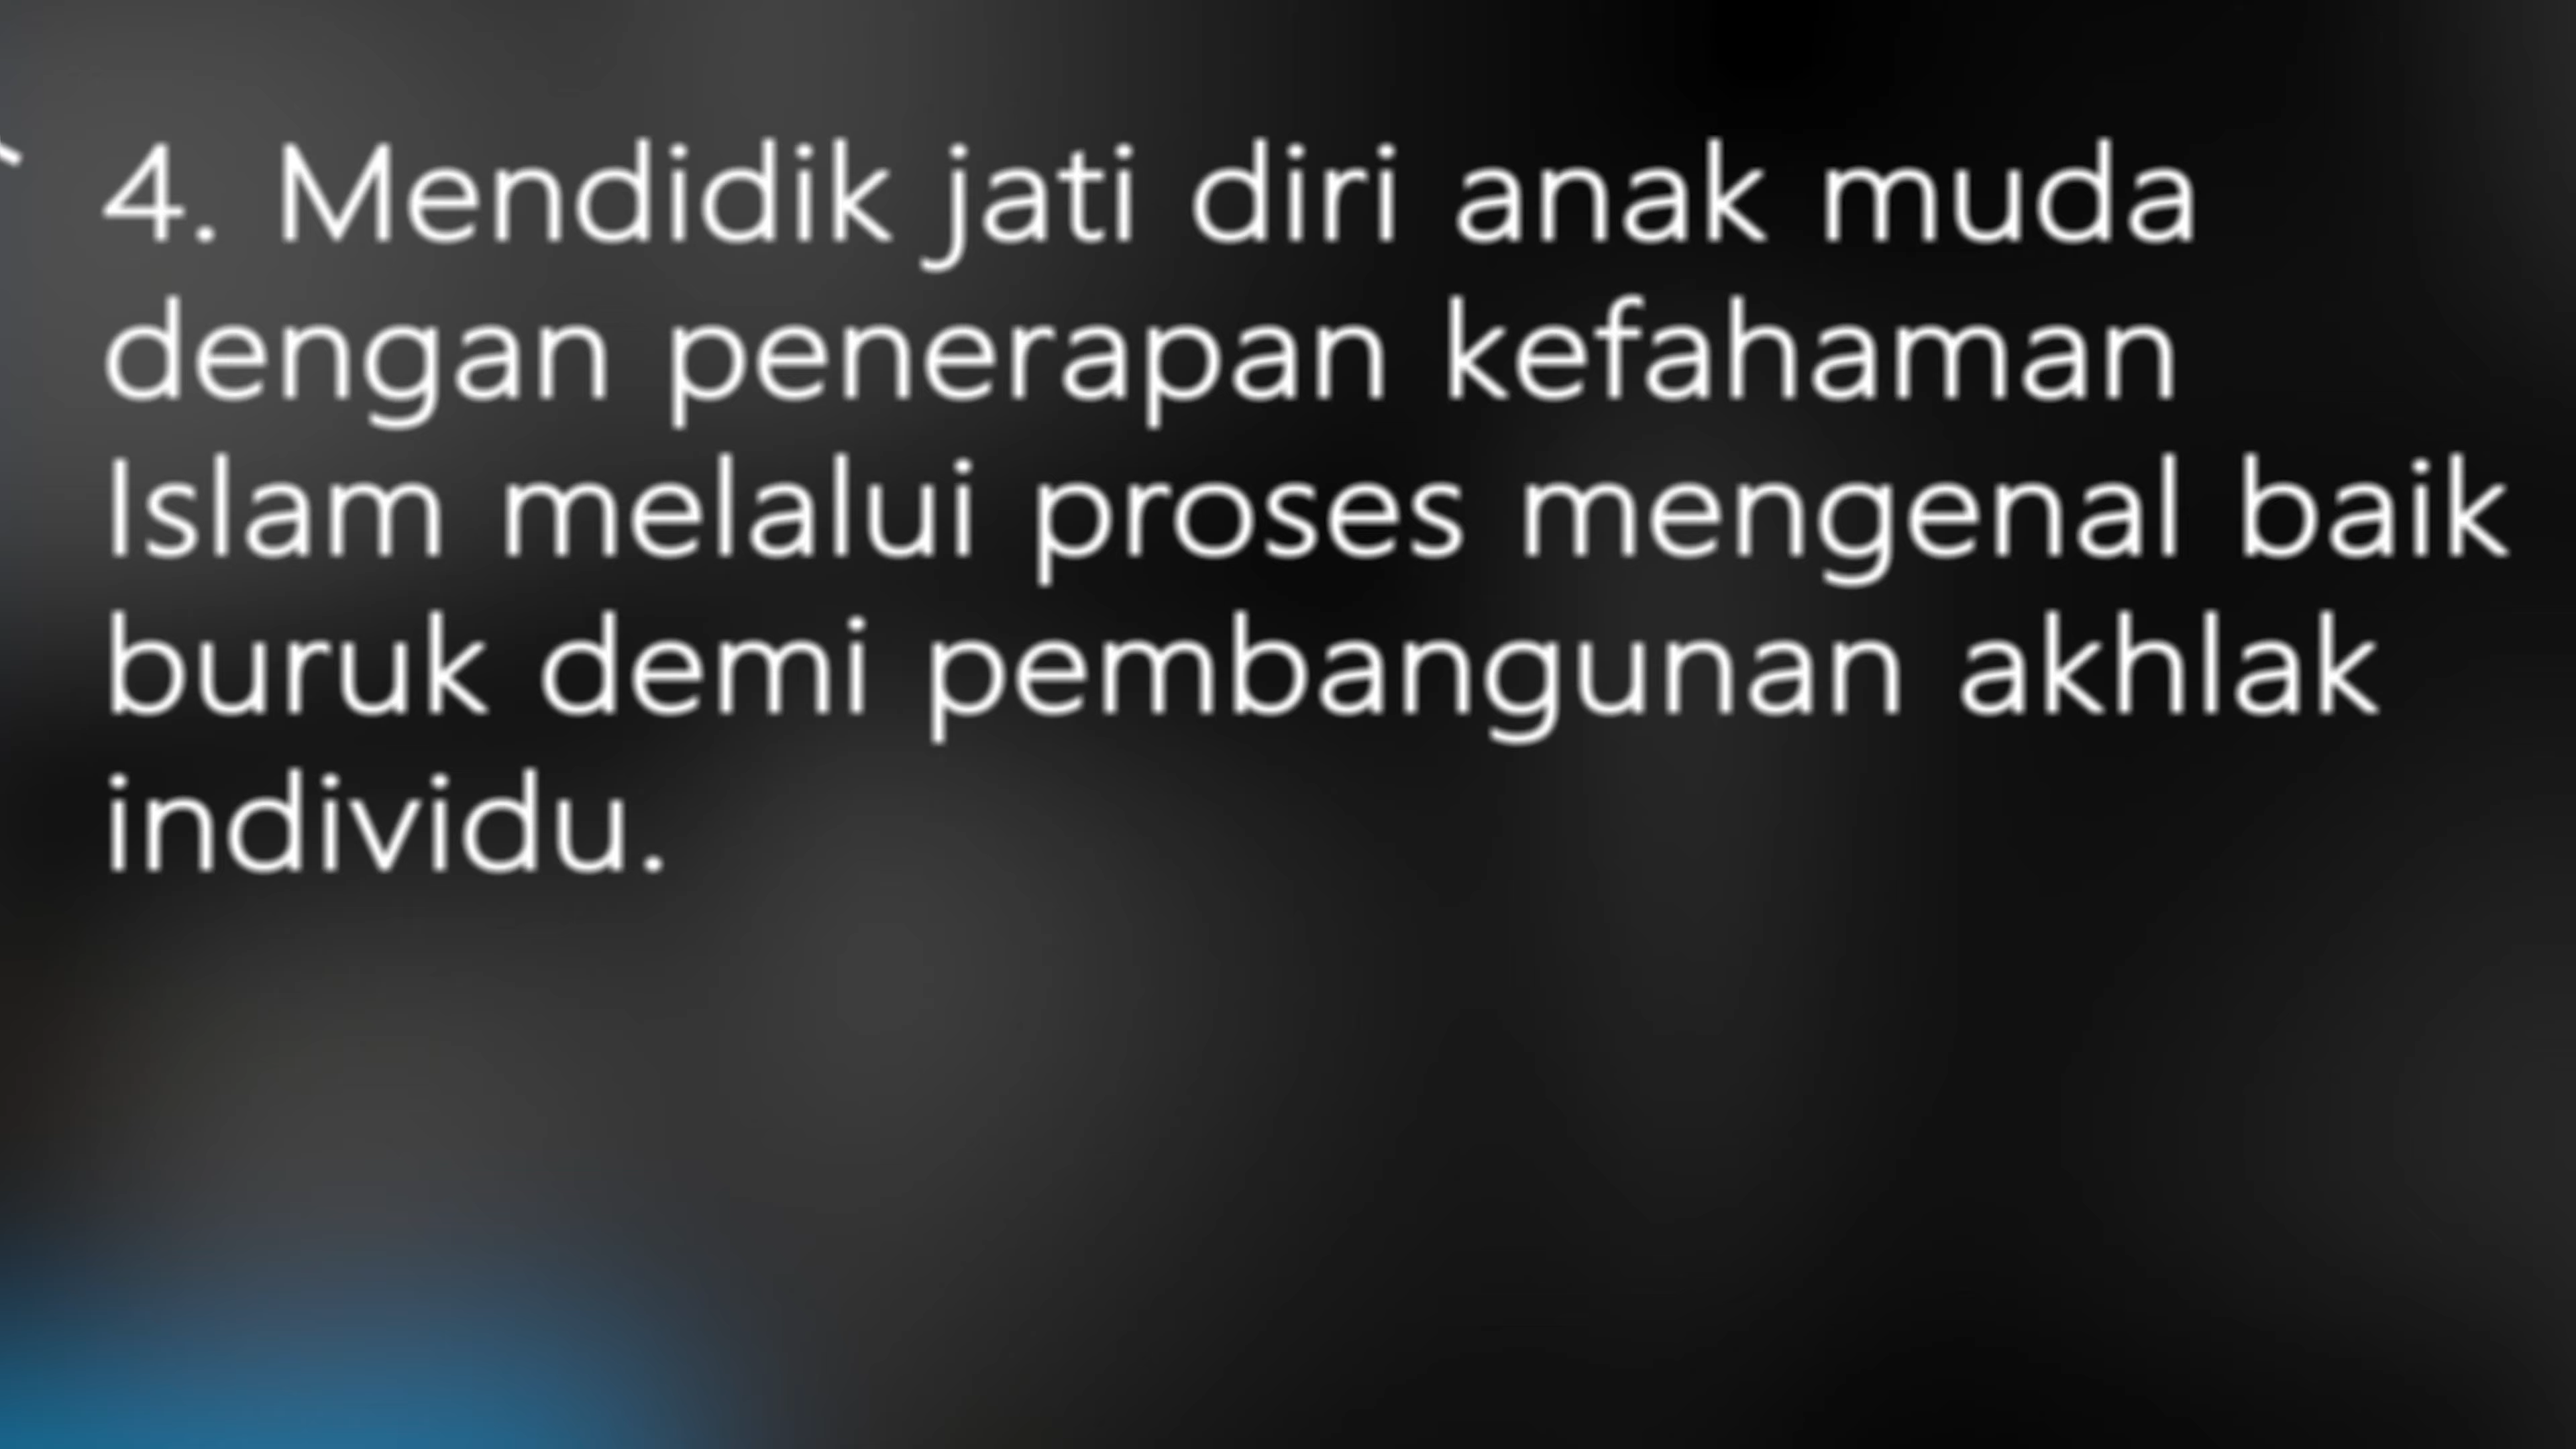 4. Mendidik jati diri anak muda
dengan penerapan kefahaman
Islam melalui proses mengenal baik
buruk demi pembangunan akhlak
individu.